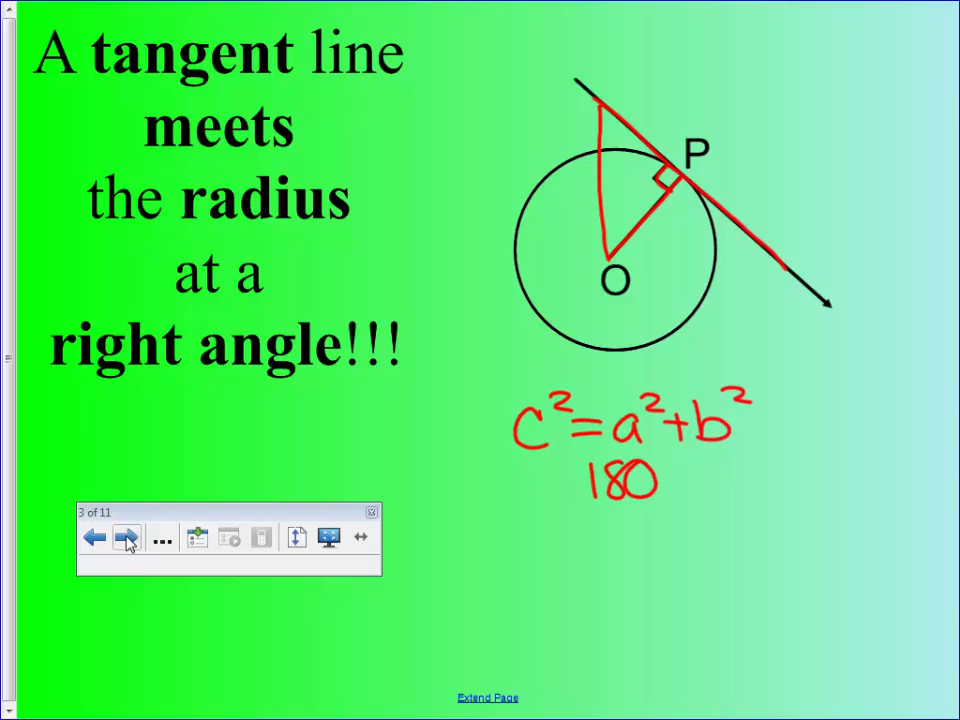 A tangent line
meets
the radius
at a
right angle!!!
P
O
c²=a²+b²
180
3 of 11
...
Extend Page